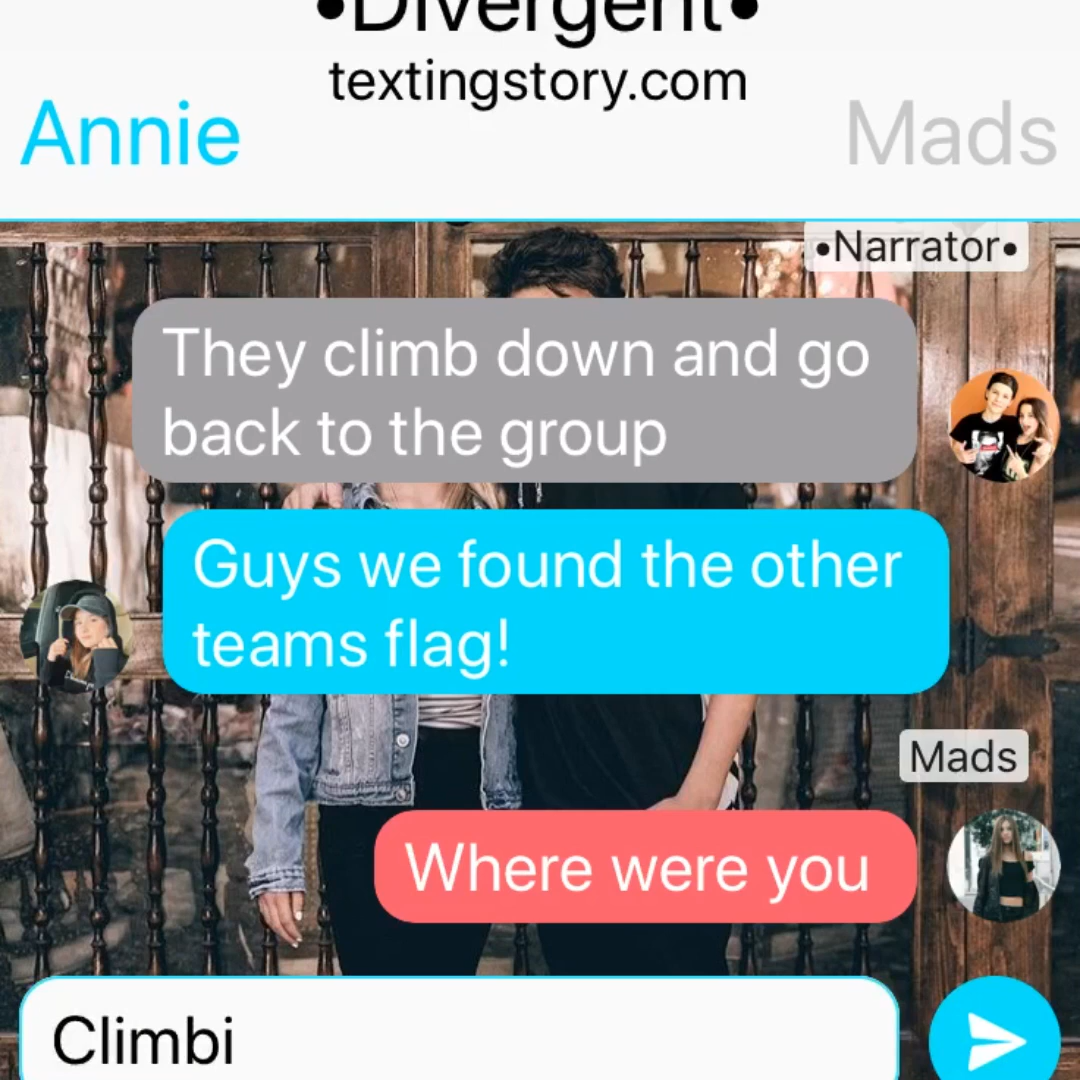 •Divergent•
textingstory.com
Annie
Mads
•Narrator•
They climb down and go
back to the group
Guys we found the other
teams flag!
Mads
Where were you
Climbi